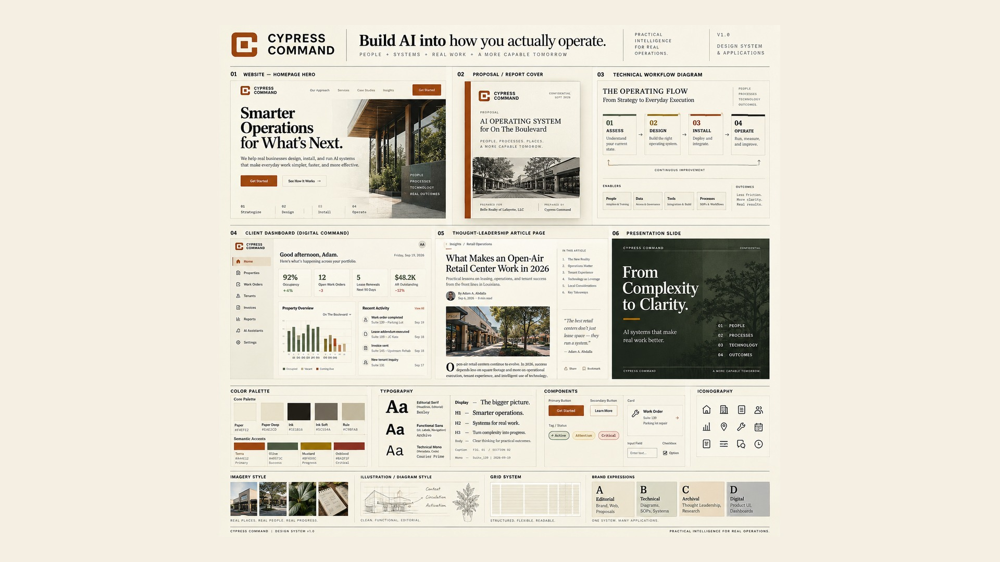 CYPRESS
COMMAND
Build AI into how you actually operate.
PEOPLE + SYSTEMS + REAL WORK + A MORE CAPABLE TOMORROW
PRACTICAL
INTELLIGENCE
FOR REAL
OPERATIONS.
V1.0
DESIGN SYSTEM
& APPLICATIONS
01 WEBSITE — HOMEPAGE HERO
CYPRESS
COMMAND
Our Approach Services Case Studies Insights
Get Started
Smarter
Operations
for What's Next.
We help real businesses design, install, and run AI systems
that make everyday work simpler, faster, and more effective.
Get Started
See How It Works →
PEOPLE
PROCESSES
TECHNOLOGY
REAL OUTCOMES
01
Strategize
02
Design
03
Install
04
Operate
02 PROPOSAL / REPORT COVER
CYPRESS
COMMAND
CONFIDENTIAL
SEPT 2026
PROPOSAL
AI OPERATING SYSTEM
for On The Boulevard
PEOPLE. PROCESSES. PLACES.
A MORE CAPABLE TOMOROW.
PREPARED FOR
Belle Realty of Lafayette, LLC
PREPARED BY
Cypress Command
03 TECHNICAL WORKFLOW DIAGRAM
THE OPERATING FLOW
From Strategy to Everyday Execution
PEOPLE
PROCESSES
TECHNOLOGY
OUTCOMES.
01
ASSESS
Understand
your current
state.
02
DESIGN
Build the right
operating system.
03
INSTALL
Deploy and
integrate.
04
OPERATE
Run, measure,
and improve.
CONTINUOUS IMPROVEMENT
ENABLERS
People
Adoption & Training
Data
Access & Governance
Tools
Integration & Build
Processes
SOPs & Workflows
OUTCOMES
Less friction.
More clarity.
Real results.
04 CLIENT DASHBOARD (DIGITAL COMMAND)
CYPRESS
COMMAND
Home
Properties
Work Orders
Tenants
Invoices
Reports
AI Assistants
Settings
AA
Good afternoon, Adam.
Here's what's happening across your portfolio.
Friday, Sep 19, 2026
92%
Occupancy
+4%
12
Open Work Orders
−3
5
Lease Renewals
Next 90 Days
$48.2K
AR Outstanding
−12%
Property Overview
On The Boulevard
Occupied Vacant Coming Due
Recent Activity
View All
Work order completed
Suite 139 – Parking Lot Sep 19
Lease addendum executed
Suite 109 – JC Kate Sep 18
Invoice sent
Suite 145 – Upstream Rehab Sep 18
New tenant inquiry
Suite 131 Sep 17
05 THOUGHT-LEADERSHIP ARTICLE PAGE
Insights / Retail Operations
What Makes an Open-Air
Retail Center Work in 2026
Practical lessons on leasing, operations, and tenant success
from the front lines in Louisiana.
By Adam A. Abdalla
Sep 6, 2026 • 8 min read
Open-air retail centers continue to evolve. In 2026, success
depends less on square footage and more on operational
execution, tenant experience, and intelligent use of technology.
IN THIS ARTICLE
1. The New Reality
2. Operations Matter
3. Tenant Experience
4. Technology as Leverage
5. Local Considerations
6. Key Takeaways
“The best retail
centers don't just
lease space — they
run a system.”
— Adam A. Abdalla
Share Bookmark
06 PRESENTATION SLIDE
CYPRESS COMMAND
CONFIDENTIAL
From
Complexity
to Clarity.
AI systems that make
real work better.
01 PEOPLE
02 PROCESSES
03 TECHNOLOGY
04 OUTCOMES
CYPRESS COMMAND
A MORE CAPABLE TOMORROW.
COLOR PALETTE
Core Palette
Paper
#F4EFE2
Paper Deep
#EAE2CD
Ink
#1E1B16
Ink Soft
#5C554A
Rule
#C9BFAB
Semantic Accents
Terra
#A44E12
Primary
Olive
#49573C
Success
Mustard
#BF600C
Progress
Oxblood
#8A2F1F
Critical
TYPOGRAPHY
Aa
Editorial Serif
(Headlines, Editorial)
Besley
Aa
Functional Sans
(UI, Labels, Navigation)
Archivo
Aa
Technical Mono
(Metadata, Code)
Courier Prime
Display — The bigger picture.
H1 — Smarter operations.
H2 — Systems for real work.
H3 — Turn complexity into progress.
Body — Clear thinking for practical outcomes.
Caption FIG. 01 / SECTION 02
Mono — Suite_139 | 2026-09-19
COMPONENTS
Primary Button
Get Started
Secondary Button
Learn More
Tag / Status
Active
Attention
Critical
Card
Work Order
Suite 139
Parking lot repair
Input Field
Enter text...
Checkbox
Option
ICONOGRAPHY
IMAGERY STYLE
REAL PLACES. REAL PEOPLE. REAL PROGRESS.
ILLUSTRATION / DIAGRAM STYLE
Context
Circulation
Activation
CLEAN. FUNCTIONAL. EDITORIAL.
GRID SYSTEM
STRUCTURED. FLEXIBLE. READABLE.
BRAND EXPRESSIONS
A
Editorial
Brand, Web,
Proposals
B
Technical
Diagrams,
SOPs, Systems
C
Archival
Thought Leadership,
Research
D
Digital
Product UI,
Dashboards
ONE SYSTEM. MANY APPLICATIONS.
CYPRESS COMMAND | DESIGN SYSTEM v1.0
PRACTICAL INTELLIGENCE FOR REAL OPERATIONS.